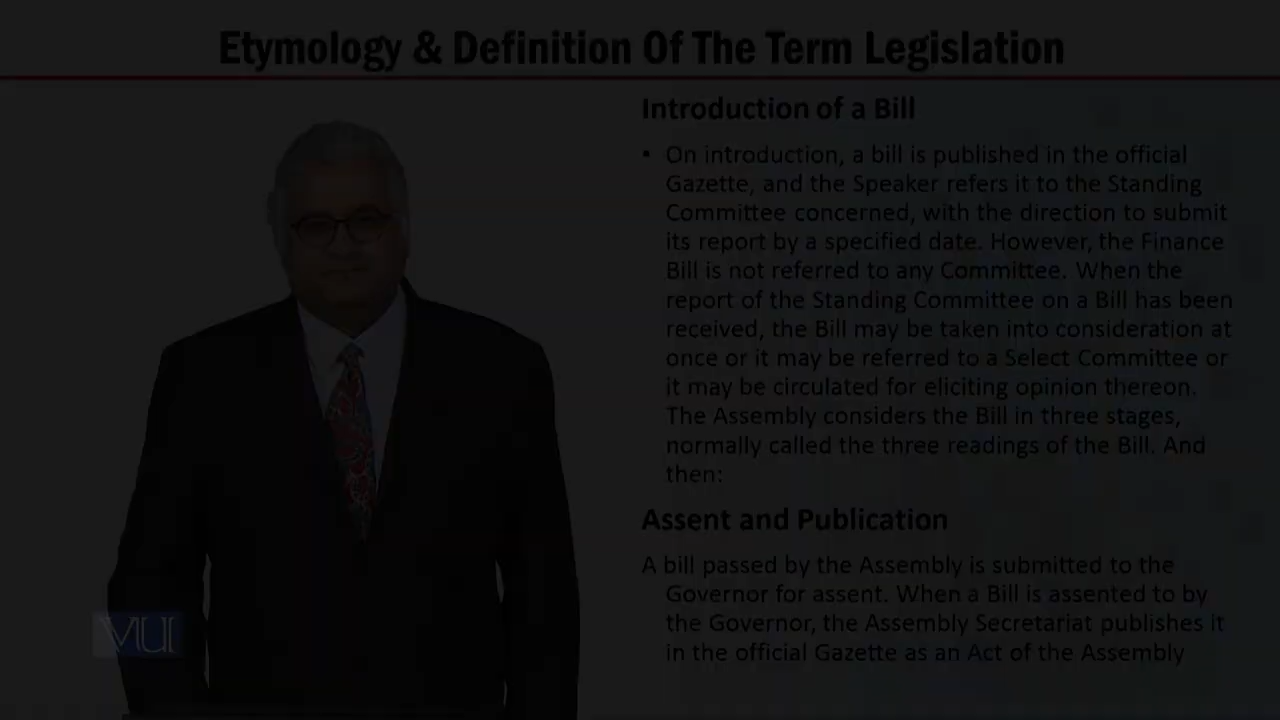 Etymology & Definition Of The Term Legislation
Introduction of a Bill
• On introduction, a bill is published in the official
Gazette, and the Speaker refers it to the Standing
Committee concerned, with the direction to submit
its report by a specified date. However, the Finance
Bill is not referred to any Committee. When the
report of the Standing Committee on a Bill has been
received, the Bill may be taken into consideration at
once or it may be referred to a Select Committee or
it may be circulated for eliciting opinion thereon.
The Assembly considers the Bill in three stages,
normally called the three readings of the Bill. And
then:
Assent and Publication
A bill passed by the Assembly is submitted to the
Governor for assent. When a Bill is assented to by
the Governor, the Assembly Secretariat publishes it
in the official Gazette as an Act of the Assembly
VU